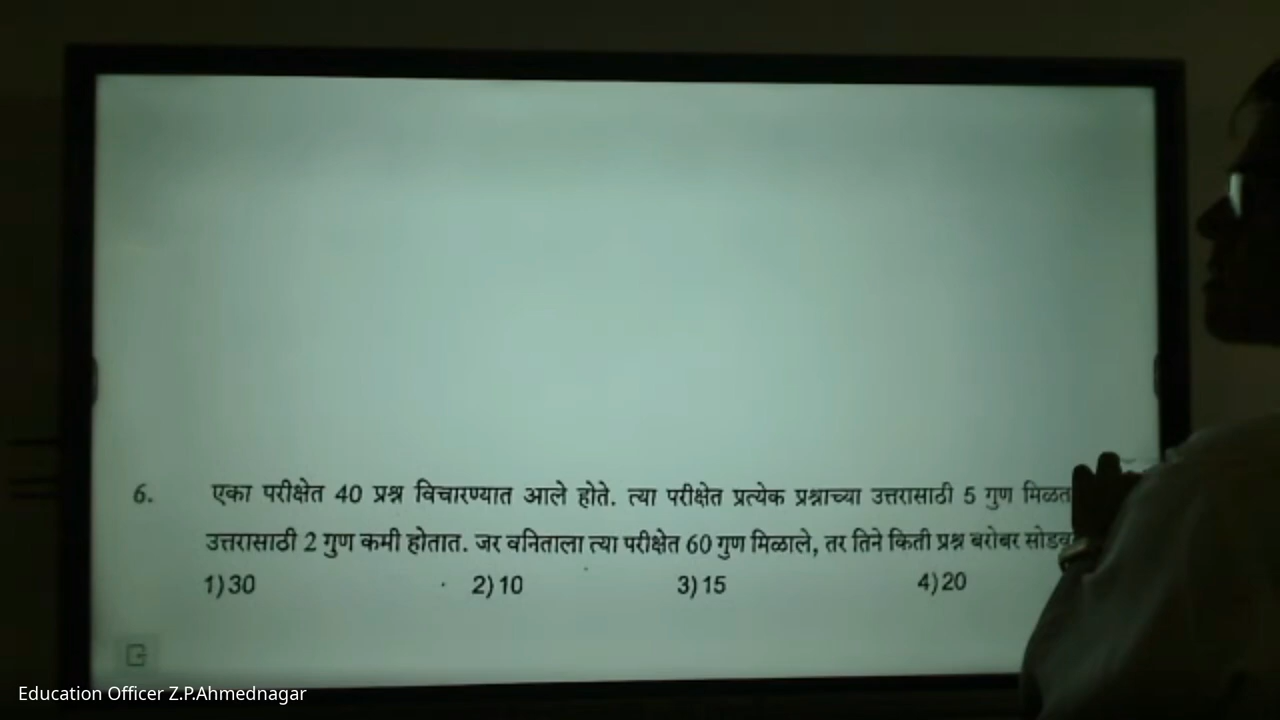 6. एका परीक्षेत 40 प्रश्न विचारण्यात आले होते. त्या परीक्षेत प्रत्येक प्रश्नाच्या उत्तरासाठी 5 गुण
उत्तरासाठी 2 गुण कमी होतात. जर वनिताला त्या परीक्षेत 60 गुण मिळाले, तर तिने किती प्रश्न बरोबर
1) 30 2) 10 3) 15 4) 20
Education Officer Z.P.Ahmednagar